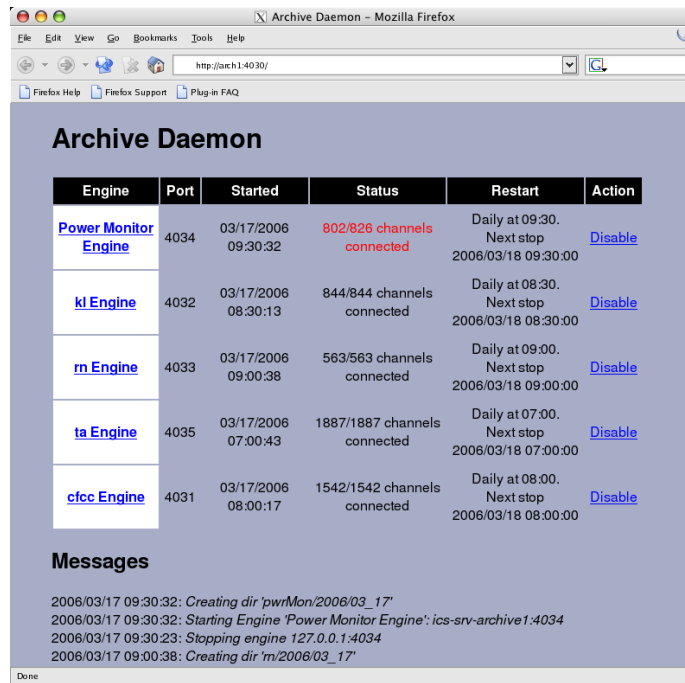 X Archive Daemon - Mozilla Firefox
File Edit View Go Bookmarks Tools Help
http://arch1:4030/
G
Firefox Help Firefox Support Plug-in FAQ
Archive Daemon
Engine Port Started Status Restart Action
Power Monitor Engine 4034 03/17/2006 09:30:32 802/826 channels connected Daily at 09:30. Next stop 2006/03/18 09:30:00 Disable
kl Engine 4032 03/17/2006 08:30:13 844/844 channels connected Daily at 08:30. Next stop 2006/03/18 08:30:00 Disable
rn Engine 4033 03/17/2006 09:00:38 563/563 channels connected Daily at 09:00. Next stop 2006/03/18 09:00:00 Disable
ta Engine 4035 03/17/2006 07:00:43 1887/1887 channels connected Daily at 07:00. Next stop 2006/03/18 07:00:00 Disable
cfcc Engine 4031 03/17/2006 08:00:17 1542/1542 channels connected Daily at 08:00. Next stop 2006/03/18 08:00:00 Disable
Messages
2006/03/17 09:30:32: Creating dir 'pwrMon/2006/03_17'
2006/03/17 09:30:32: Starting Engine 'Power Monitor Engine': ics-srv-archive1:4034
2006/03/17 09:30:23: Stopping engine 127.0.0.1:4034
2006/03/17 09:00:38: Creating dir 'rn/2006/03_17'
Done